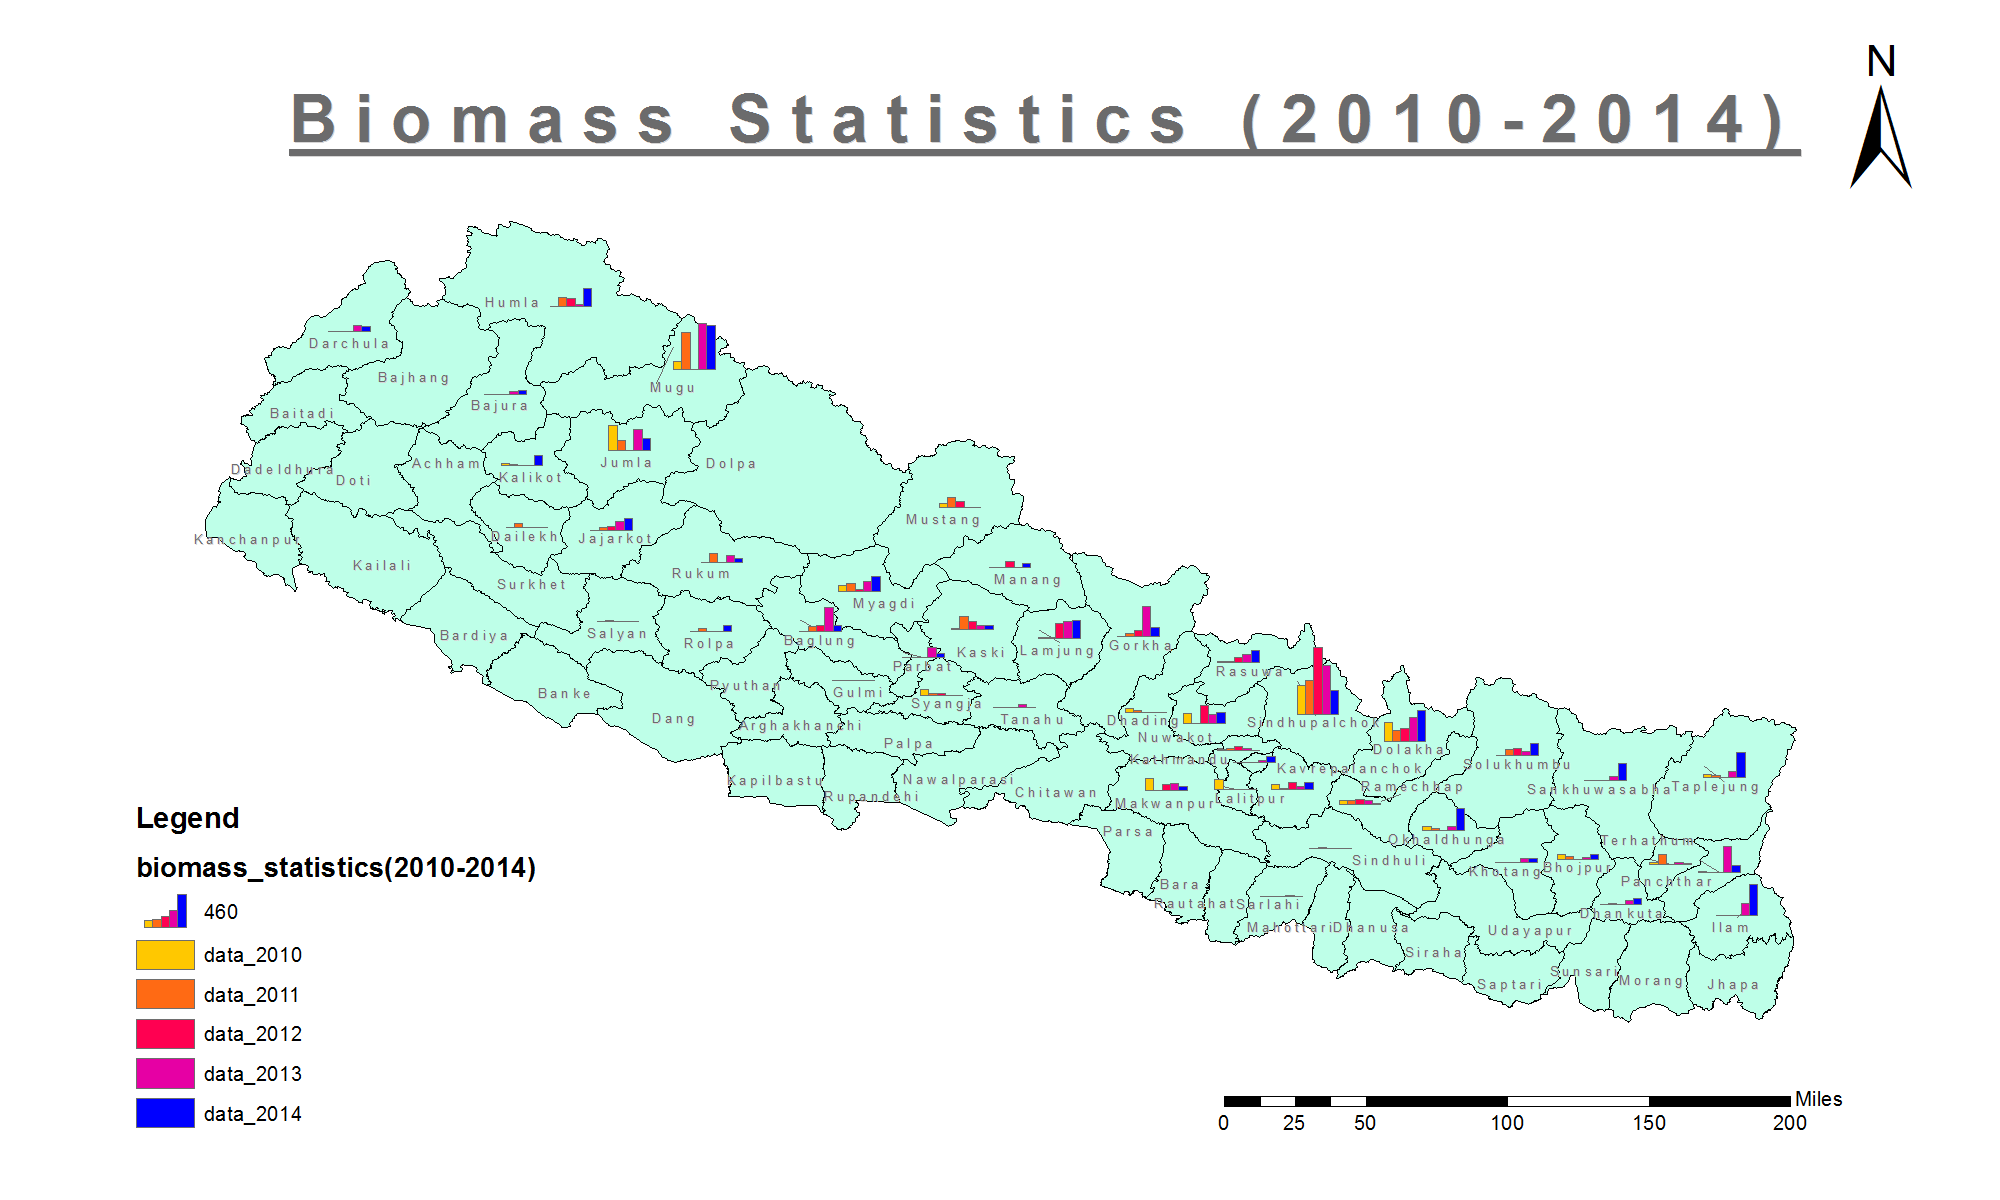 N
Biomass Statistics (2010-2014)
Humla
Darchula
Bajhang
Mugu
Bajura
Baitadi
Jumla
Dolpa
Achham
Dadeldhura
Doti
Kalikot
Mustang
Kanchanpur
Dailekh
Jajarkot
Kailali
Rukum
Manang
Surkhet
Myagdi
Salyan
Bardiya
Rolpa
Baglung
Kaski
Lamjung
Gorkha
Parbat
Rasuwa
Pyuthan
Gulmi
Banke
Syangja
Dang
Arghakhanchi
Tanahu
Dhading
Sindhupalchok
Nuwakot
Palpa
Dolakha
Kathmandu
Kavrepalanchok
Solukhumbu
Kapilbastu
Nawalparasi
Rupandehi
Chitawan
Makwanpur
Lalitpur
Ramechhap
Sankhuwasabha
Taplejung
Parsa
Okhaldhunga
Terhathum
Sindhuli
Khotang
Bhojpur
Panchthar
Bara
Rautahat
Sarlahi
Dhankuta
Mahottari
Dhanusa
Udayapur
Ilam
Siraha
Saptari
Sunsari
Morang
Jhapa
Legend
biomass_statistics(2010-2014)
460
data_2010
data_2011
data_2012
data_2013
data_2014
Miles
0 25 50 100 150 200